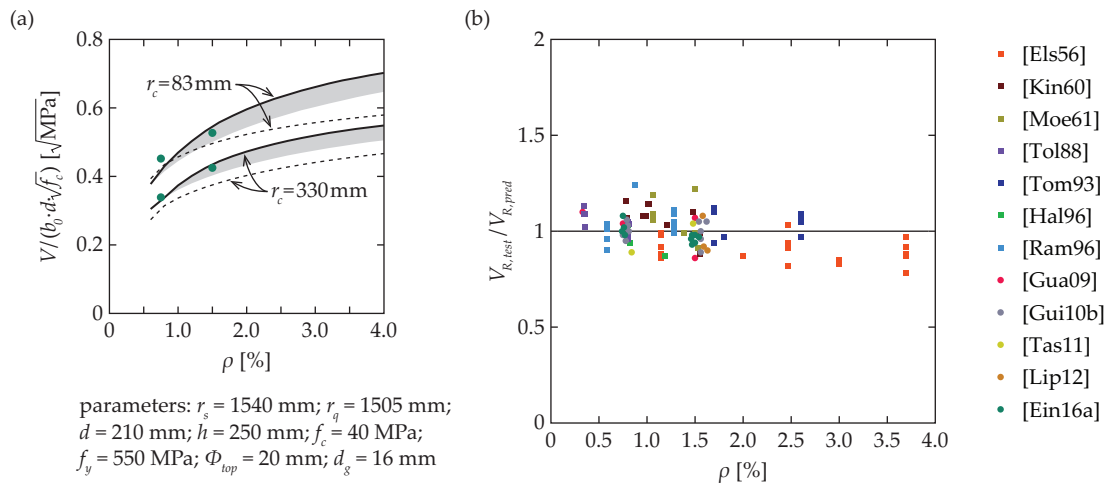 (a)
V/(b₀·d·√f_c) [√MPa]
0.8
0.6
0.4
0.2
0
r_c = 83 mm
r_c = 330 mm
0 1.0 2.0 3.0 4.0
ρ [%]
parameters: r_s = 1540 mm; r_q = 1505 mm;
d = 210 mm; h = 250 mm; f_c = 40 MPa;
f_y = 550 MPa; Φ_top = 20 mm; d_g = 16 mm
(b)
V_R,test / V_R,pred
2
1
1
0
0 0.5 1.0 1.5 2.0 2.5 3.0 3.5 4.0
ρ [%]
[Els56]
[Kin60]
[Moe61]
[Tol88]
[Tom93]
[Hal96]
[Ram96]
[Gua09]
[Gui10b]
[Tas11]
[Lip12]
[Ein16a]